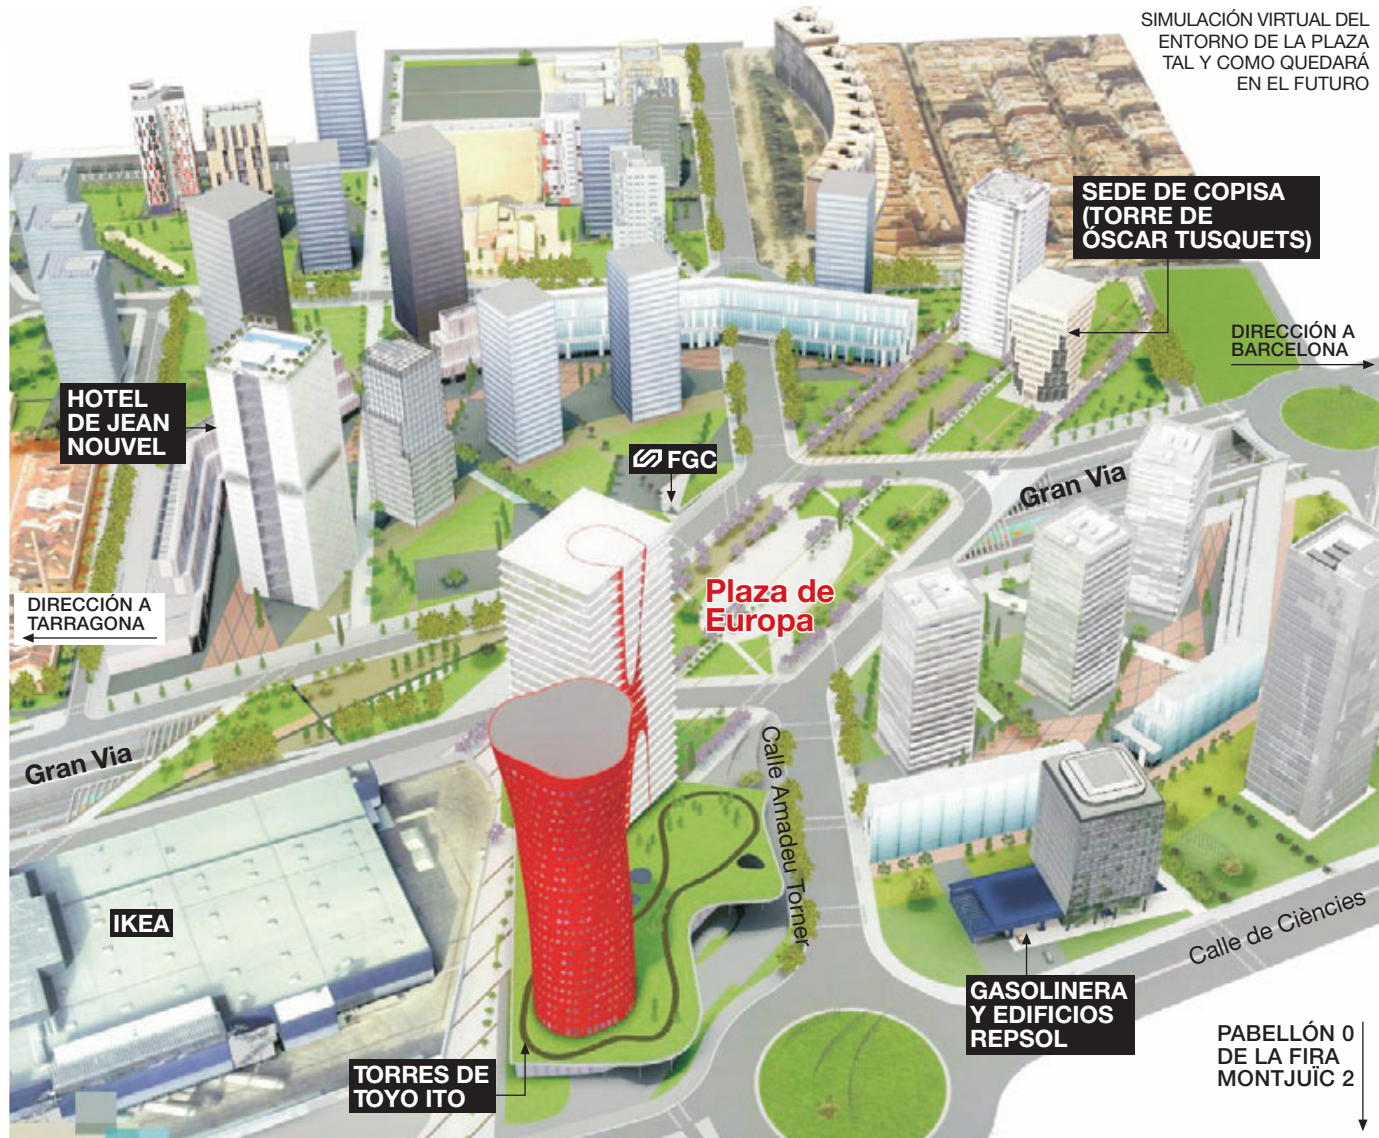 SIMULACIÓN VIRTUAL DEL
ENTORNO DE LA PLAZA
TAL Y COMO QUEDARÁ
EN EL FUTURO
SEDE DE COPISA
(TORRE DE
ÓSCAR TUSQUETS)
DIRECCIÓN A
BARCELONA
HOTEL
DE JEAN
NOUVEL
FGC
Gran Via
Plaza de
Europa
DIRECCIÓN A
TARRAGONA
Gran Via
Calle Amadeu Torner
IKEA
Calle de Ciències
GASOLINERA
Y EDIFICIOS
REPSOL
PABELLÓN 0
DE LA FIRA
MONTJUÏC 2
TORRES DE
TOYO ITO